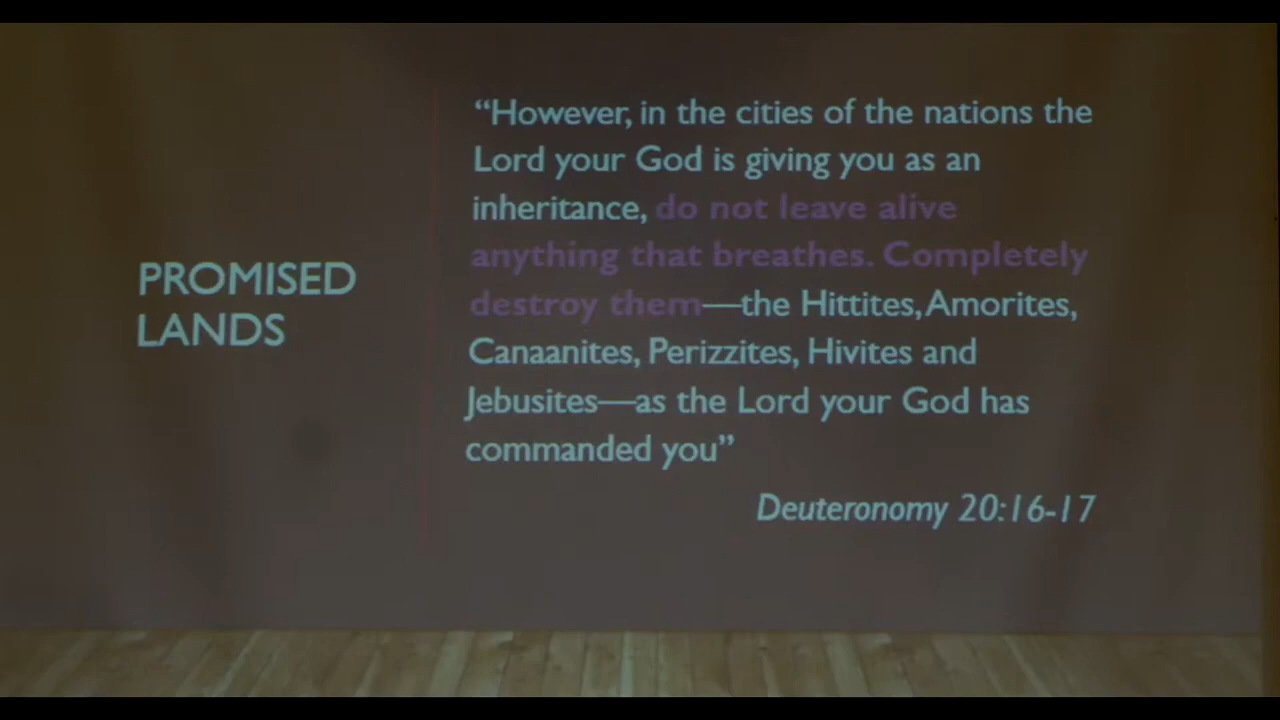 PROMISED
LANDS
“However, in the cities of the nations the
Lord your God is giving you as an
inheritance, do not leave alive
anything that breathes. Completely
destroy them—the Hittites, Amorites,
Canaanites, Perizzites, Hivites and
Jebusites—as the Lord your God has
commanded you”
Deuteronomy 20:16-17